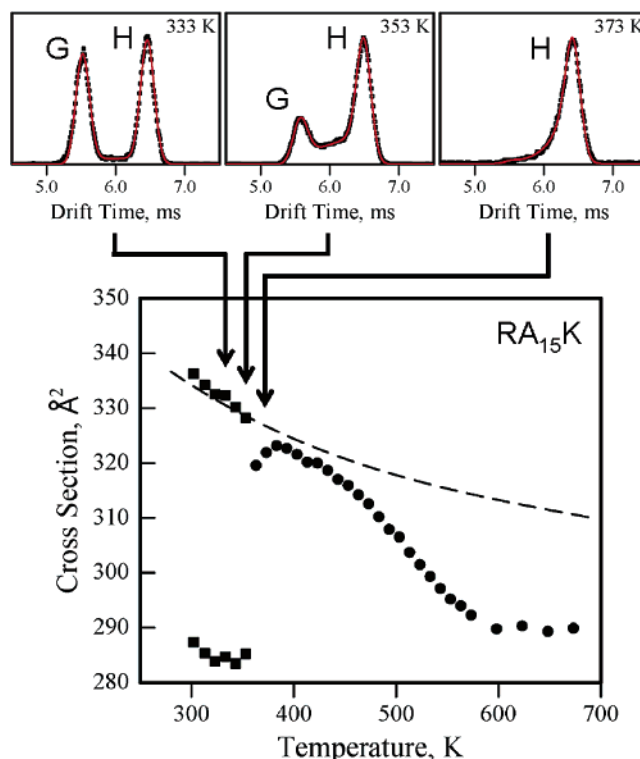 G H 333 K
G H 353 K
H 373 K
5.0 6.0 7.0
Drift Time, ms
5.0 6.0 7.0
Drift Time, ms
5.0 6.0 7.0
Drift Time, ms
RA₁₅K
Cross Section, Å²
350
340
330
320
310
300
290
280
300 400 500 600 700
Temperature, K